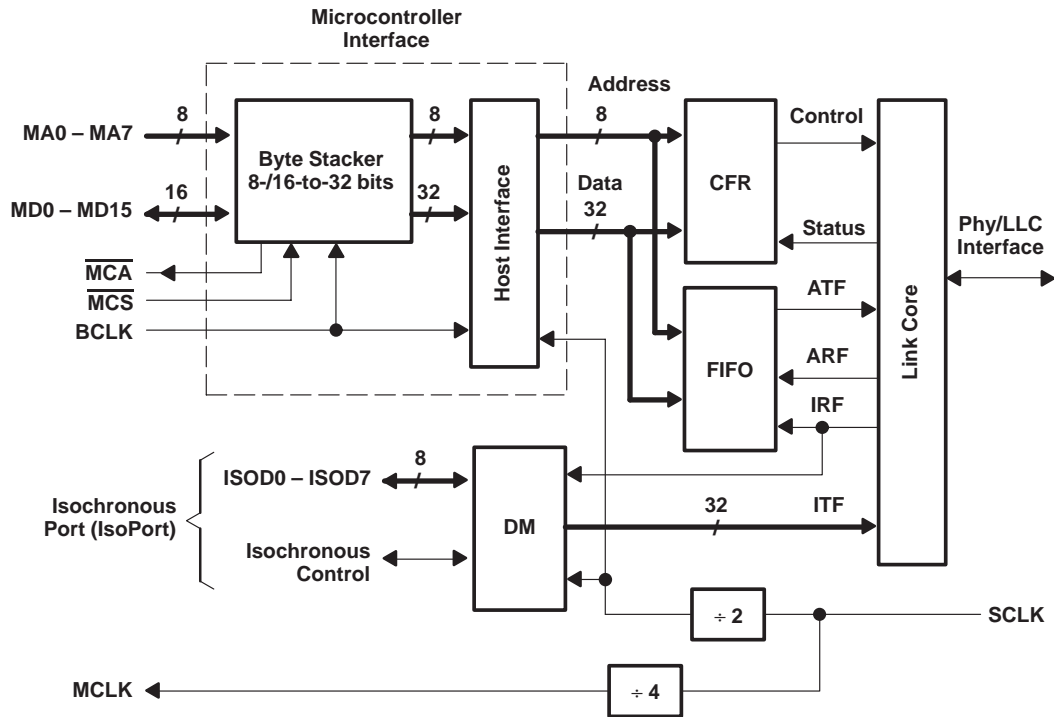 Microcontroller
Interface
Address
8
8
8
MA0 – MA7
Control
Byte Stacker
8-/16-to-32 bits
Host Interface
CFR
Link Core
Data
16
32
32
MD0 – MD15
Status
Phy/LLC
Interface
MCA
MCS
BCLK
ATF
FIFO
ARF
IRF
8
ISOD0 – ISOD7
Isochronous
Port (IsoPort)
DM
32
ITF
Isochronous
Control
÷ 2
SCLK
MCLK
÷ 4